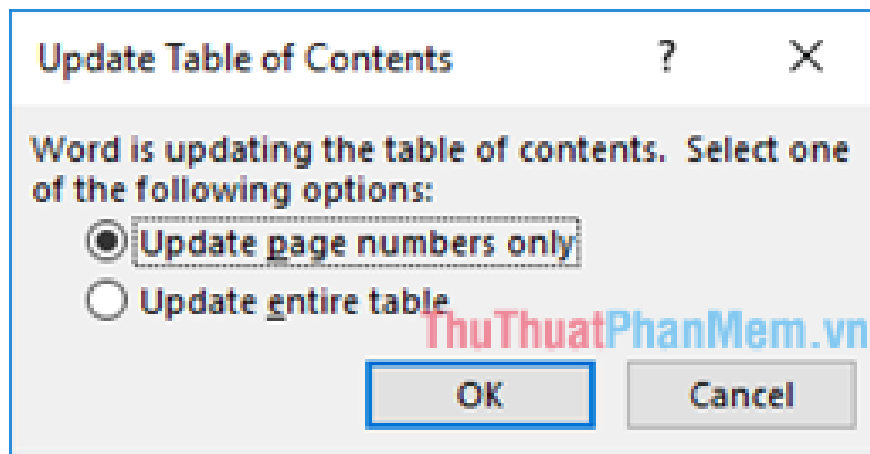 Update Table of Contents ? X
Word is updating the table of contents. Select one
of the following options:
Update page numbers only
Update entire table
ThuThuatPhanMem.vn
OK Cancel